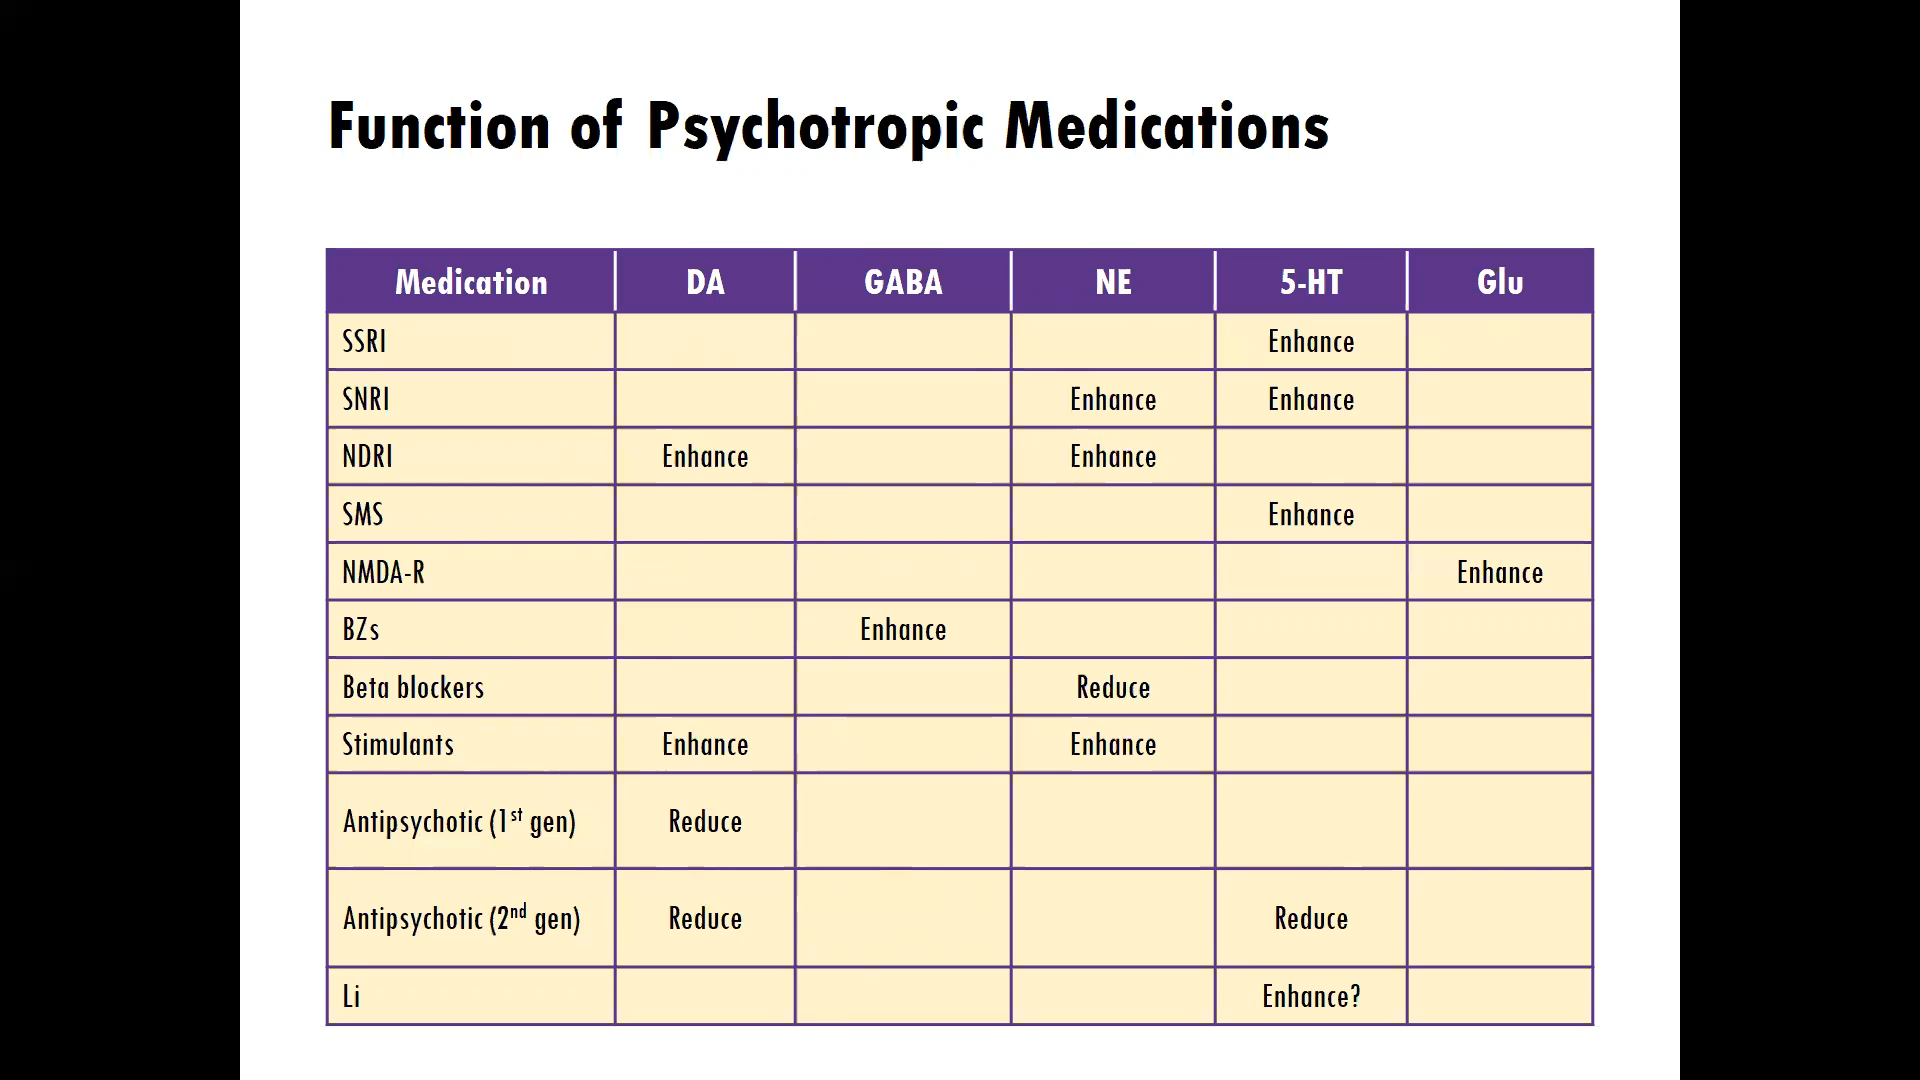 Function of Psychotropic Medications
Medication DA GABA NE 5-HT Glu
SSRI Enhance
SNRI Enhance Enhance
NDRI Enhance Enhance
SMS Enhance
NMDA-R Enhance
BZs Enhance
Beta blockers Reduce
Stimulants Enhance Enhance
Antipsychotic (1st gen) Reduce
Antipsychotic (2nd gen) Reduce Reduce
Li Enhance?